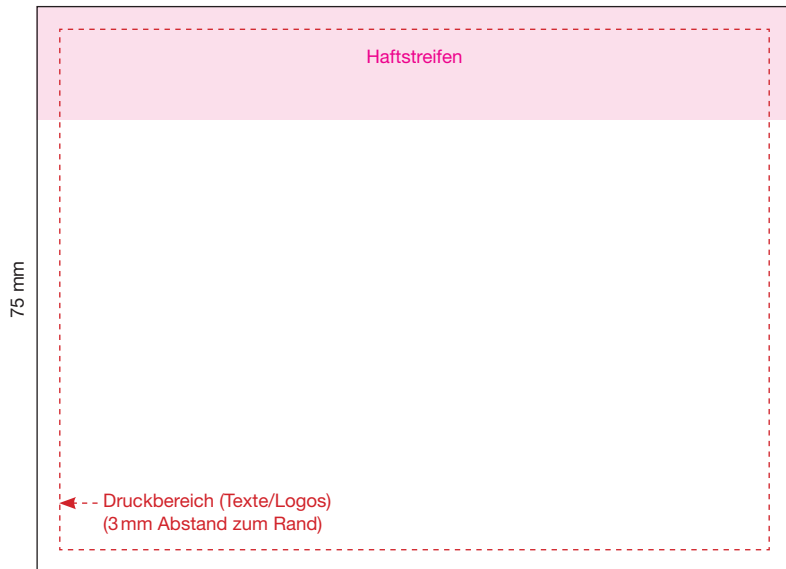 Haftstreifen
75 mm
Druckbereich (Texte/Logos)
(3 mm Abstand zum Rand)